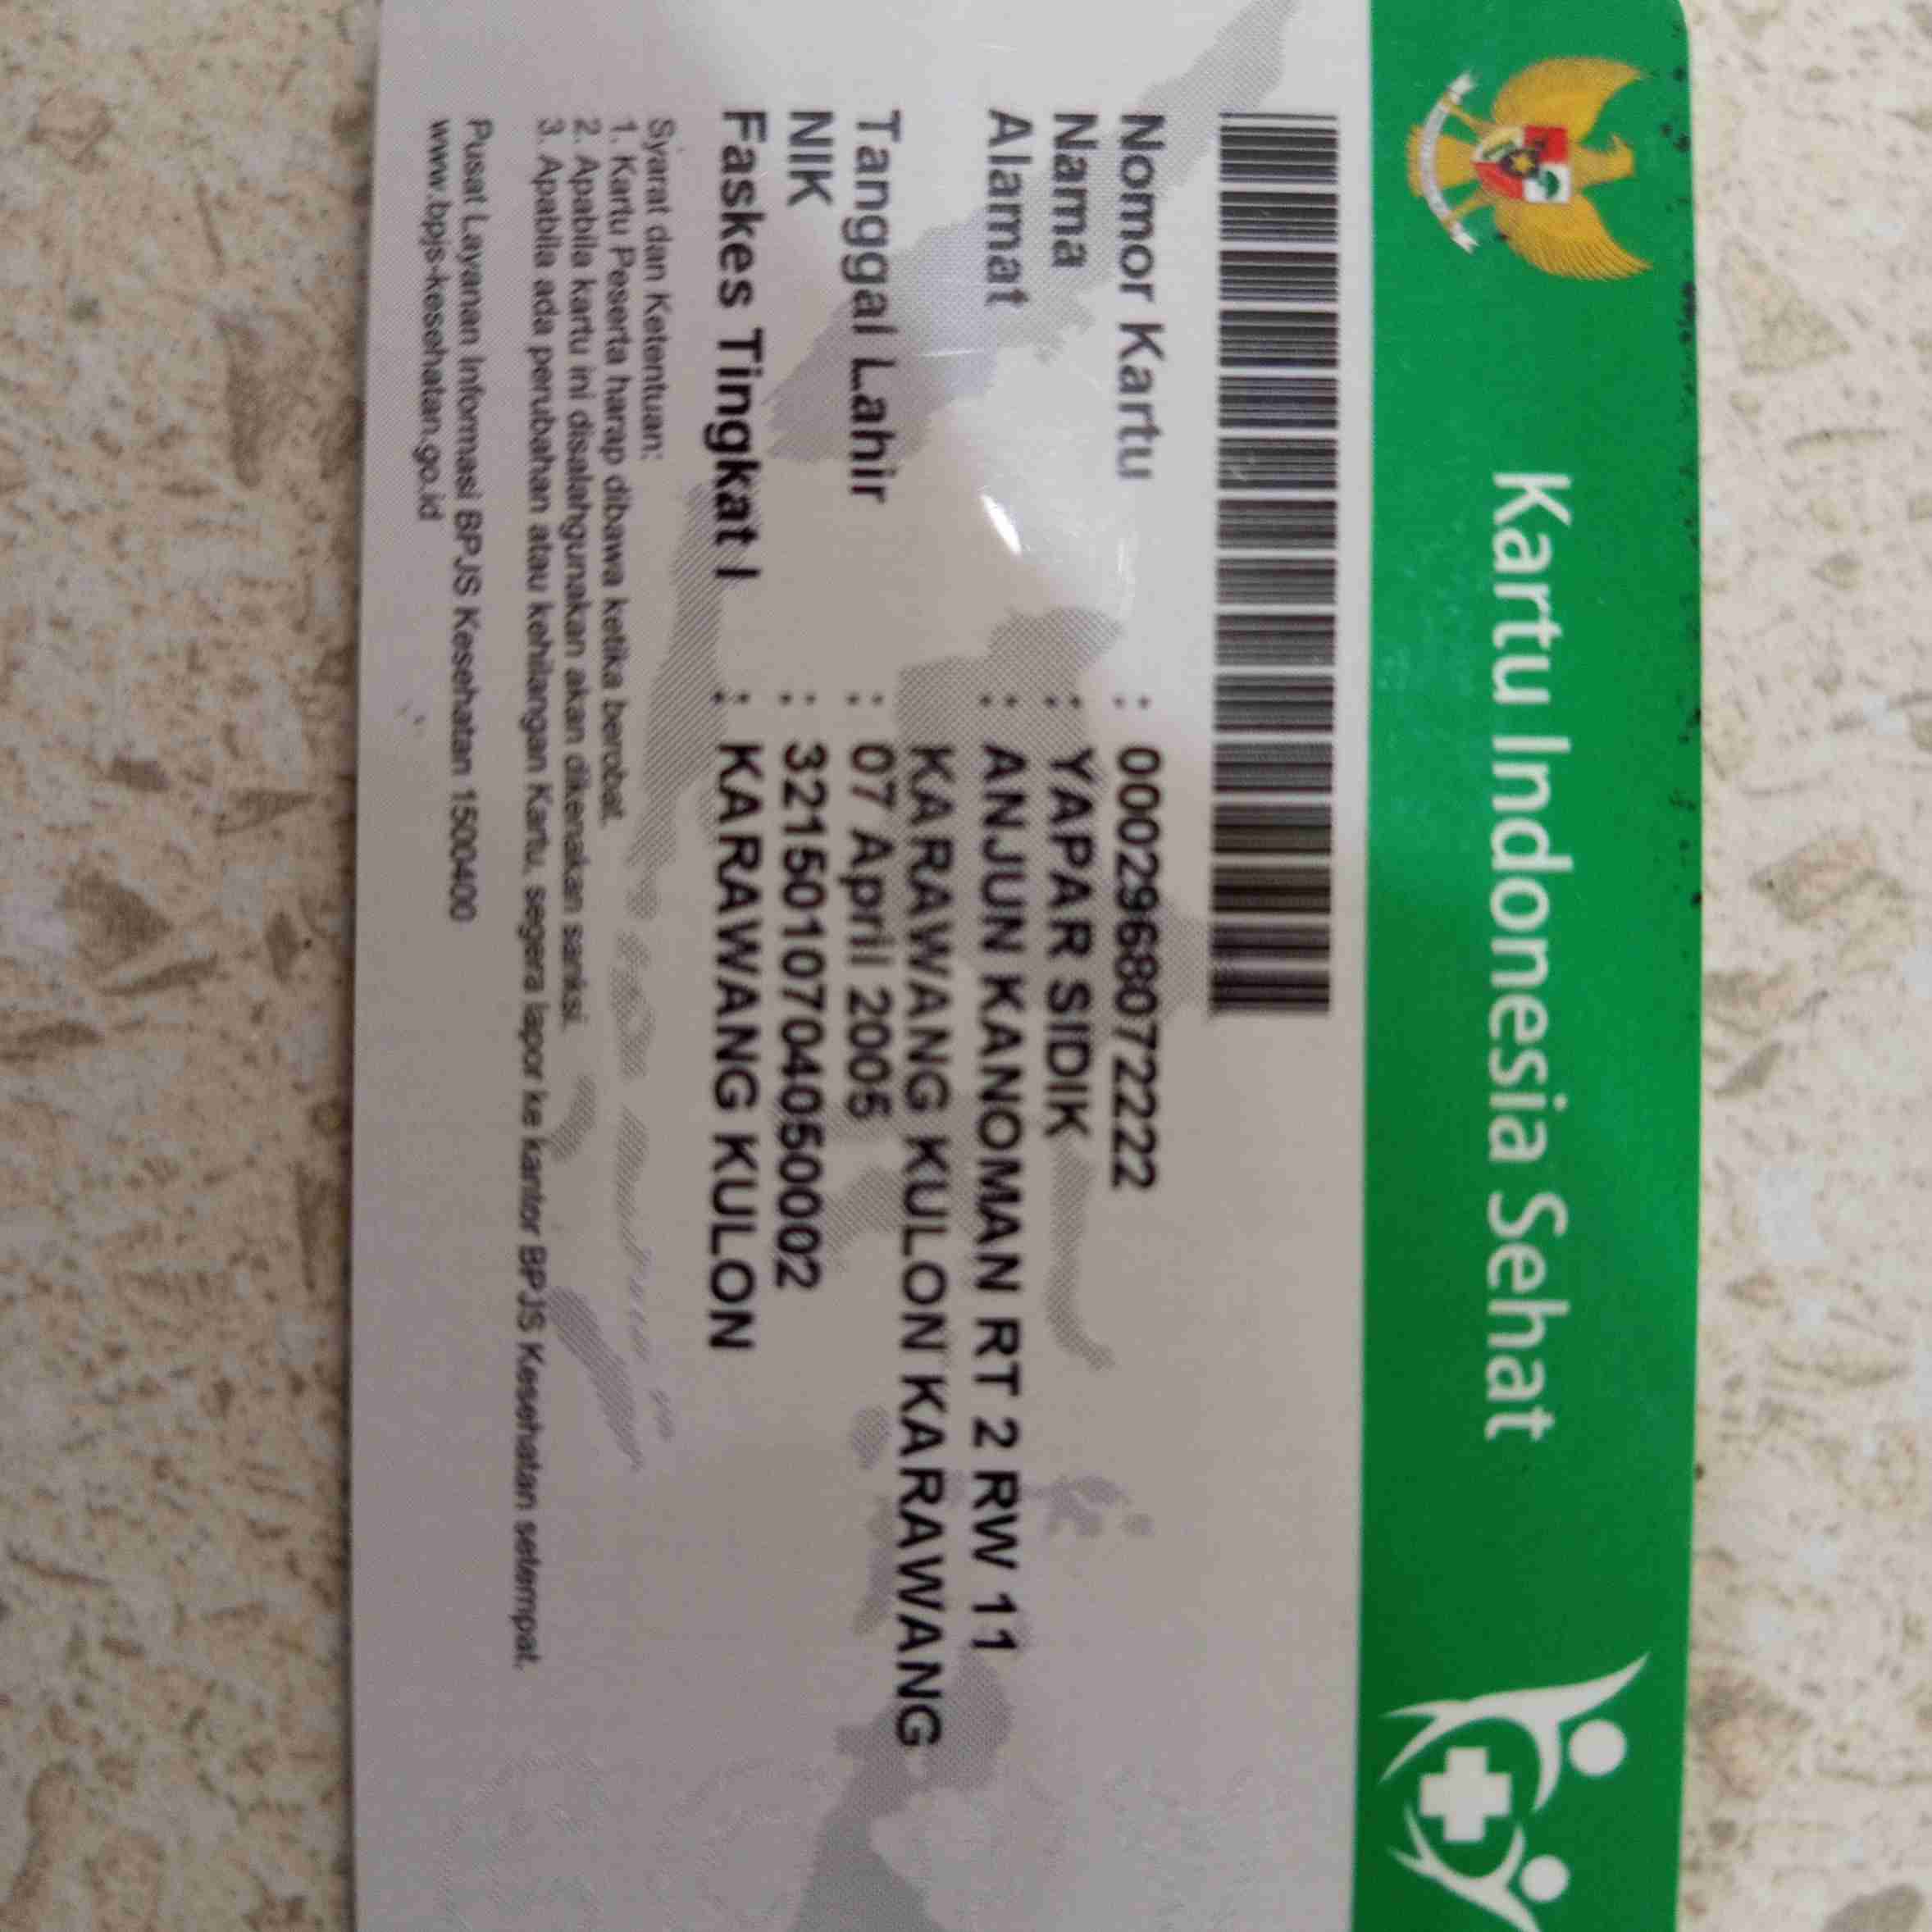 Kartu Indonesia Sehat
Nomor Kartu : 0002968072222
Nama : YAPAR SIDIK
Alamat : ANJUN KANOMAN RT 2 RW 11
KARAWANG KULON KARAWANG
Tanggal Lahir : 07 April 2005
NIK : 3215010704050002
Faskes Tingkat I : KARAWANG KULON
Syarat dan Ketentuan:
1. Kartu Peserta harap dibawa ketika berobat.
2. Apabila kartu ini disalahgunakan akan dikenakan sanksi.
3. Apabila ada perubahan atau kehilangan Kartu, segera lapor ke kantor BPJS Kesehatan setempat.
Pusat Layanan Informasi BPJS Kesehatan 1500400
www.bpjs-kesehatan.go.id